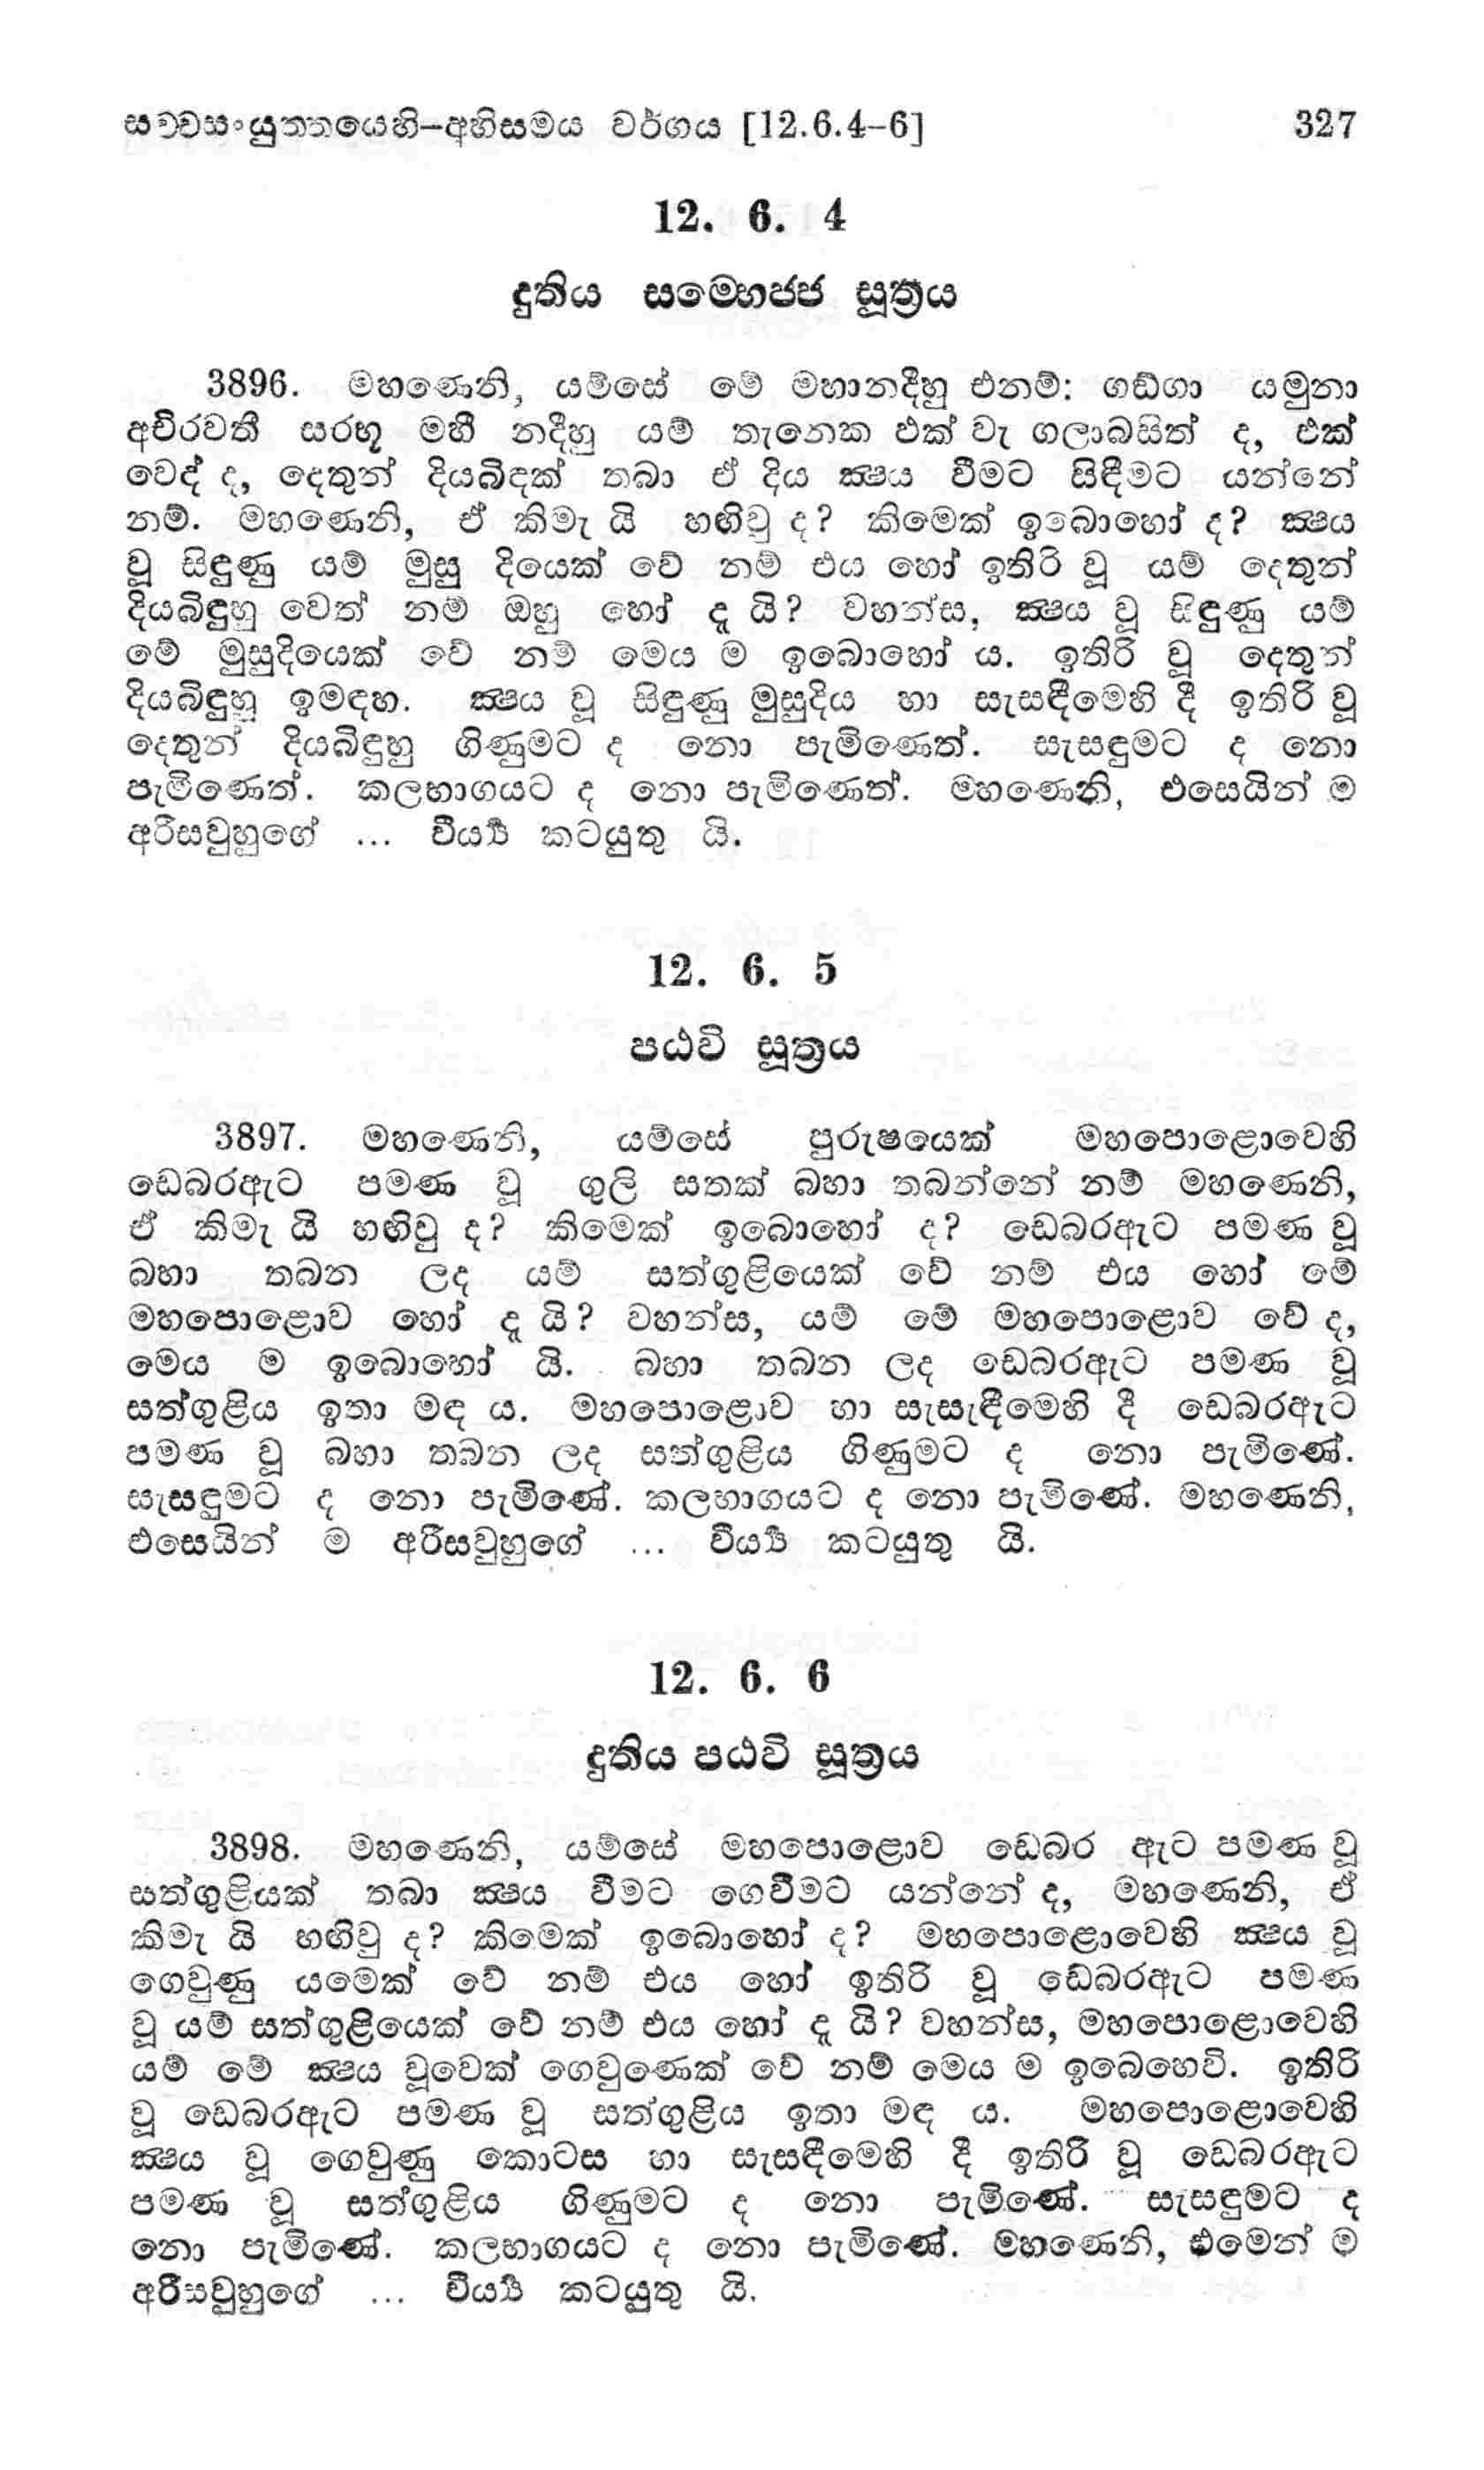 සච්චසංයුත්තයෙහි–අභිසමය වර්ගය [12.6.4–6] 327
12. 6. 4
දුතිය සම්භෙජ්ජ සූත්‍රය
3896. මහණෙනි, යම්සේ මේ මහානදීහු එනම්: ගඞ්ගා යමුනා
අචිරවතී සරභූ මහී නදීහු යම් තැනෙක එක් වැ ගලාබසිත් ද, එක්
වෙද් ද, දෙතුන් දියබිඳක් තබා ඒ දිය ක්‍ෂය වීමට සිඳීමට යන්නේ
නම්. මහණෙනි, ඒ කිමැ යි හඟිවු ද? කිමෙක් ඉබොහෝ ද? ක්‍ෂය
වූ සිඳුණු යම් මුසු දියෙක් වේ නම් එය හෝ ඉතිරි වූ යම් දෙතුන්
දියබිඳුහු වෙත් නම් ඔහු හෝ දැ යි? වහන්ස, ක්‍ෂය වූ සිඳුණු යම්
මේ මුසුදියෙක් වේ නම් මෙය ම ඉබොහෝ ය. ඉතිරි වූ දෙතුන්
දියබිඳුහු ඉමඳහ. ක්‍ෂය වූ සිඳුණු මුසුදිය හා සැසඳීමෙහි දී ඉතිරි වූ
දෙතුන් දියබිඳුහු ගිණුමට ද නො පැමිණෙත්. සැසඳුමට ද නො
පැමිණෙත්. කලභාගයට ද නො පැමිණෙත්. මහණෙනි, එසෙයින් ම
අරීසවුහුගේ ... වීර්‍ය්‍ය කටයුතු යි.
12. 6. 5
පඨවි සූත්‍රය
3897. මහණෙනි, යම්සේ පුරුෂයෙක් මහපොළොවෙහි
ඩෙබරඇට පමණ වූ ගුලි සතක් බහා තබන්නේ නම් මහණෙනි,
ඒ කිමැ යි හඟිවු ද? කිමෙක් ඉබොහෝ ද? ඩෙබරඇට පමණ වූ
බහා තබන ලද යම් සත්ගුළියෙක් වේ නම් එය හෝ මේ
මහපොළොව හෝ දැ යි? වහන්ස, යම් මේ මහපොළොව වේ ද,
මෙය ම ඉබොහෝ යි. බහා තබන ලද ඩෙබරඇට පමණ වූ
සත්ගුළිය ඉතා මඳ ය. මහපොළොව හා සැසැඳීමෙහි දී ඩෙබරඇට
පමණ වූ බහා තබන ලද සත්ගුළිය ගිණුමට ද නො පැමිණේ.
සැසඳුමට ද නො පැමිණේ. කලභාගයට ද නො පැමිණේ. මහණෙනි,
එසෙයින් ම අරීසවුහුගේ ... වීර්‍ය්‍ය කටයුතු යි.
12. 6. 6
දුතිය පඨවි සූත්‍රය
3898. මහණෙනි, යම්සේ මහපොළොව ඩෙබර ඇට පමණ වූ
සත්ගුළියක් තබා ක්‍ෂය වීමට ගෙවීමට යන්නේ ද, මහණෙනි, ඒ
කිමැ යි හඟිවු ද? කිමෙක් ඉබොහෝ ද? මහපොළොවෙහි ක්‍ෂය වූ
ගෙවුණු යමෙක් වේ නම් එය හෝ ඉතිරි වූ ඩෙබරඇට පමණ
වූ යම් සත්ගුළියෙක් වේ නම් එය හෝ දැ යි? වහන්ස, මහපොළොවෙහි
යම් මේ ක්‍ෂය වූවෙක් ගෙවුණෙක් වේ නම් මෙය ම ඉබෙහෙවි. ඉතිරි
වූ ඩෙබරඇට පමණ වූ සත්ගුළිය ඉතා මඳ ය. මහපොළොවෙහි
ක්‍ෂය වූ ගෙවුණු කොටස හා සැසඳීමෙහි දී ඉතිරි වූ ඩෙබරඇට
පමණ වූ සත්ගුළිය ගිණුමට ද නො පැමිණේ. සැසඳුමට ද
නො පැමිණේ. කලභාගයට ද නො පැමිණේ. මහණෙනි, එමෙන් ම
අරීසවුහුගේ ... වීර්‍ය්‍ය කටයුතු යි.